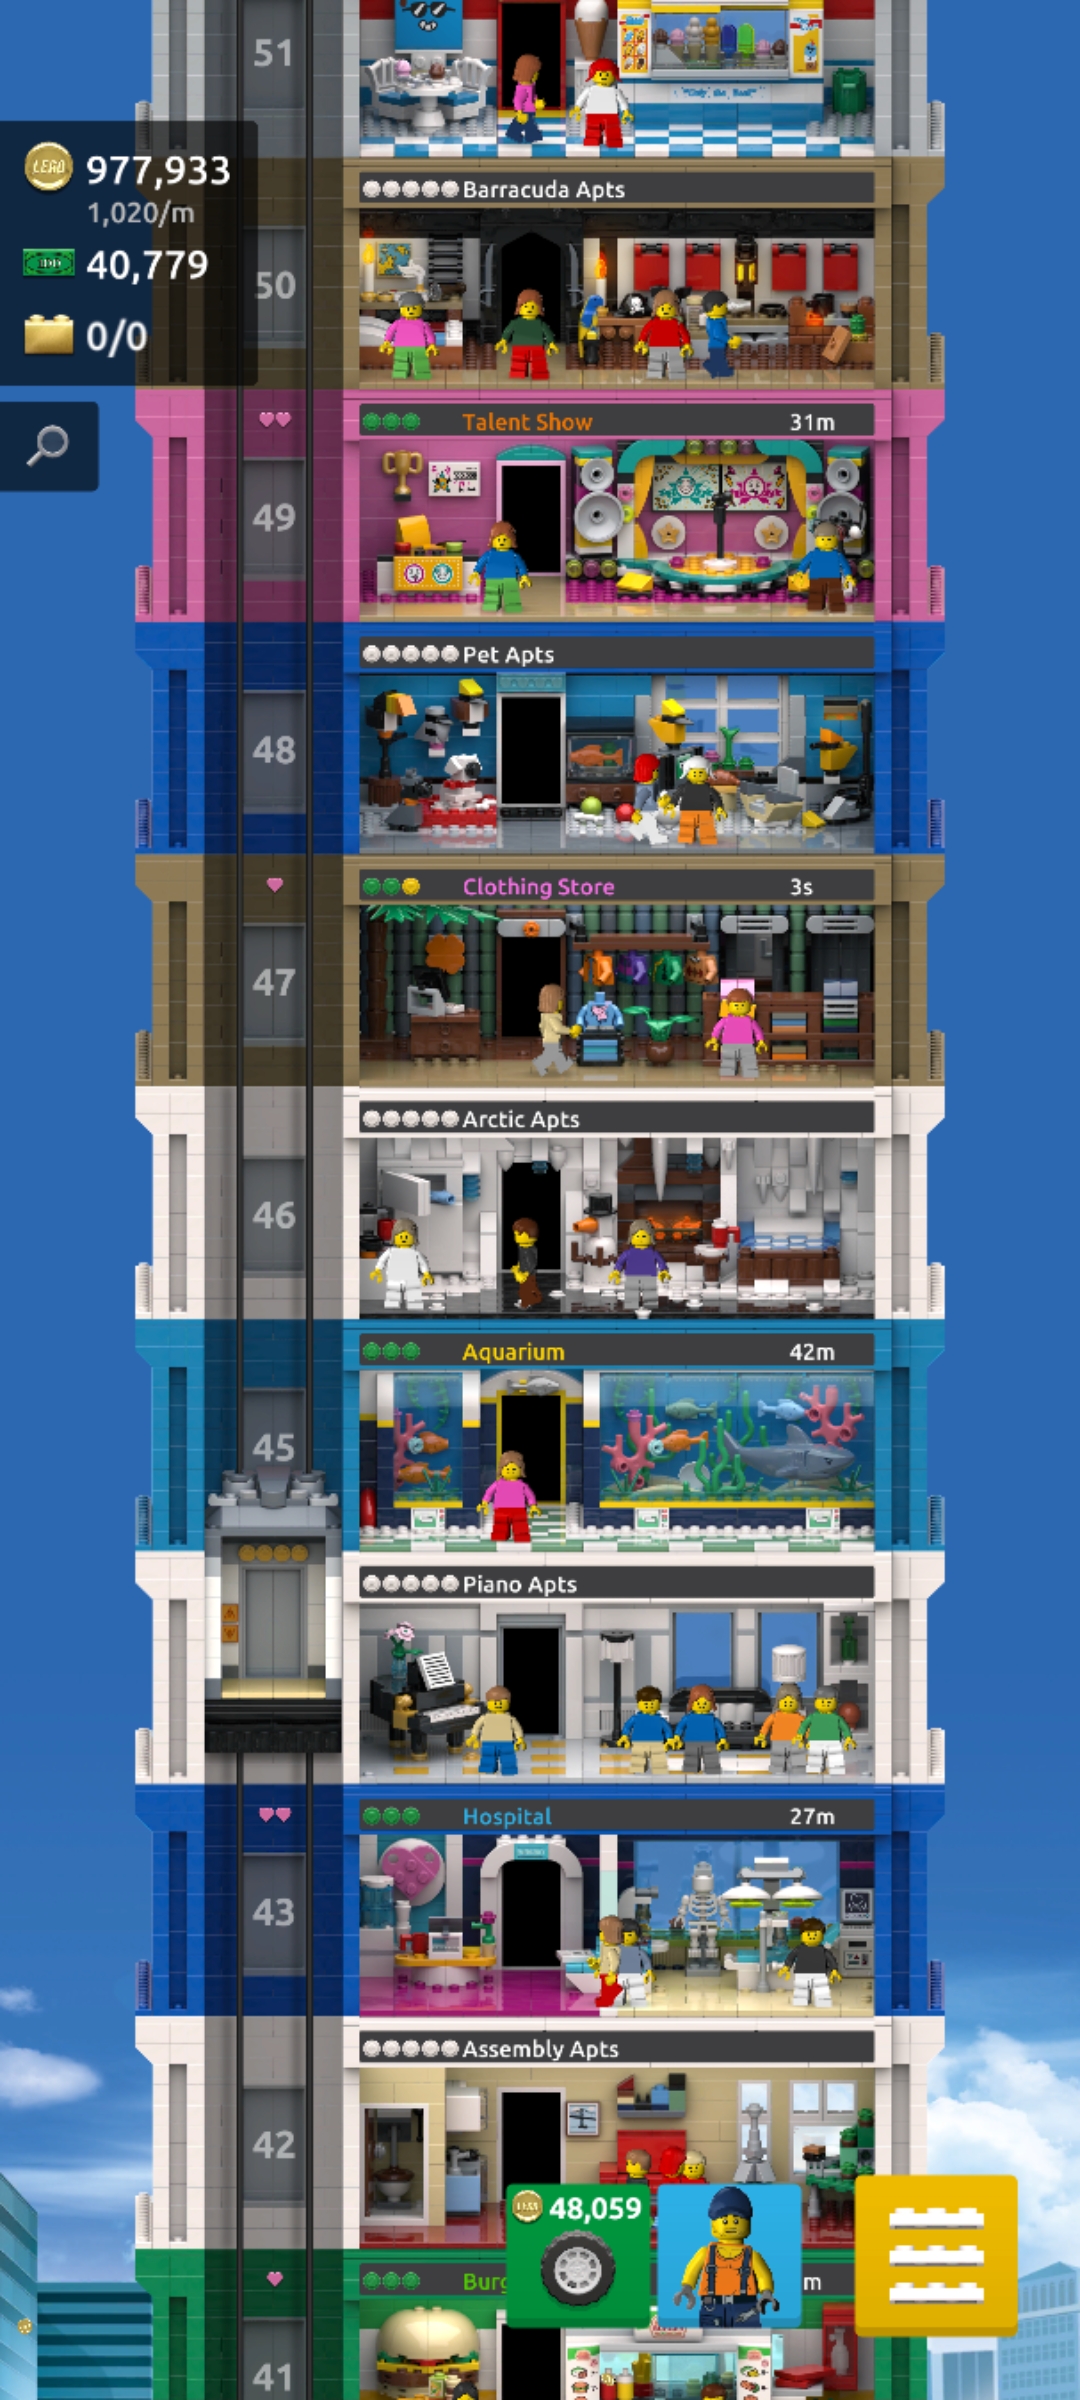 51
LEGO 977,933
1,020/m
40,779
0/0
Barracuda Apts
50
Talent Show 31m
49
Pet Apts
48
Clothing Store 3s
47
Arctic Apts
46
Aquarium 42m
45
Piano Apts
Hospital 27m
43
Assembly Apts
42
48,059
Burg
m
41